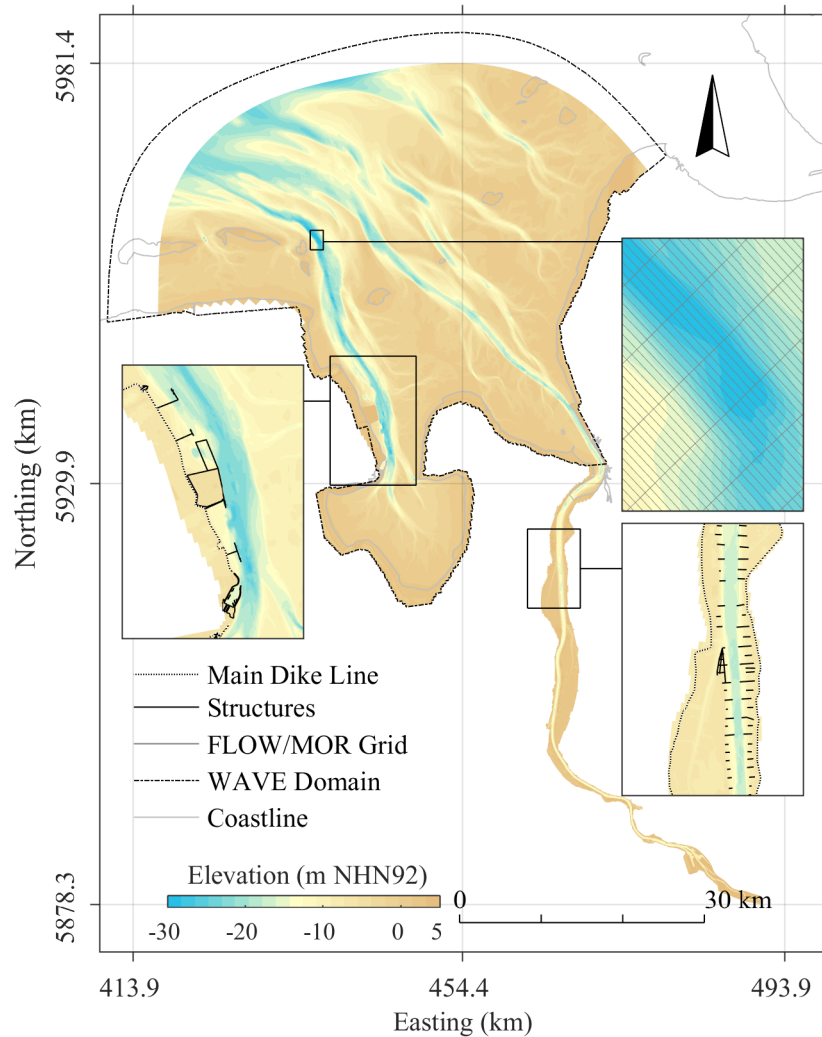 5981.4
5929.9
5878.3
Northing (km)
Main Dike Line
Structures
FLOW/MOR Grid
WAVE Domain
Coastline
Elevation (m NHN92)
-30 -20 -10 0 5
0 30 km
413.9 454.4 493.9
Easting (km)